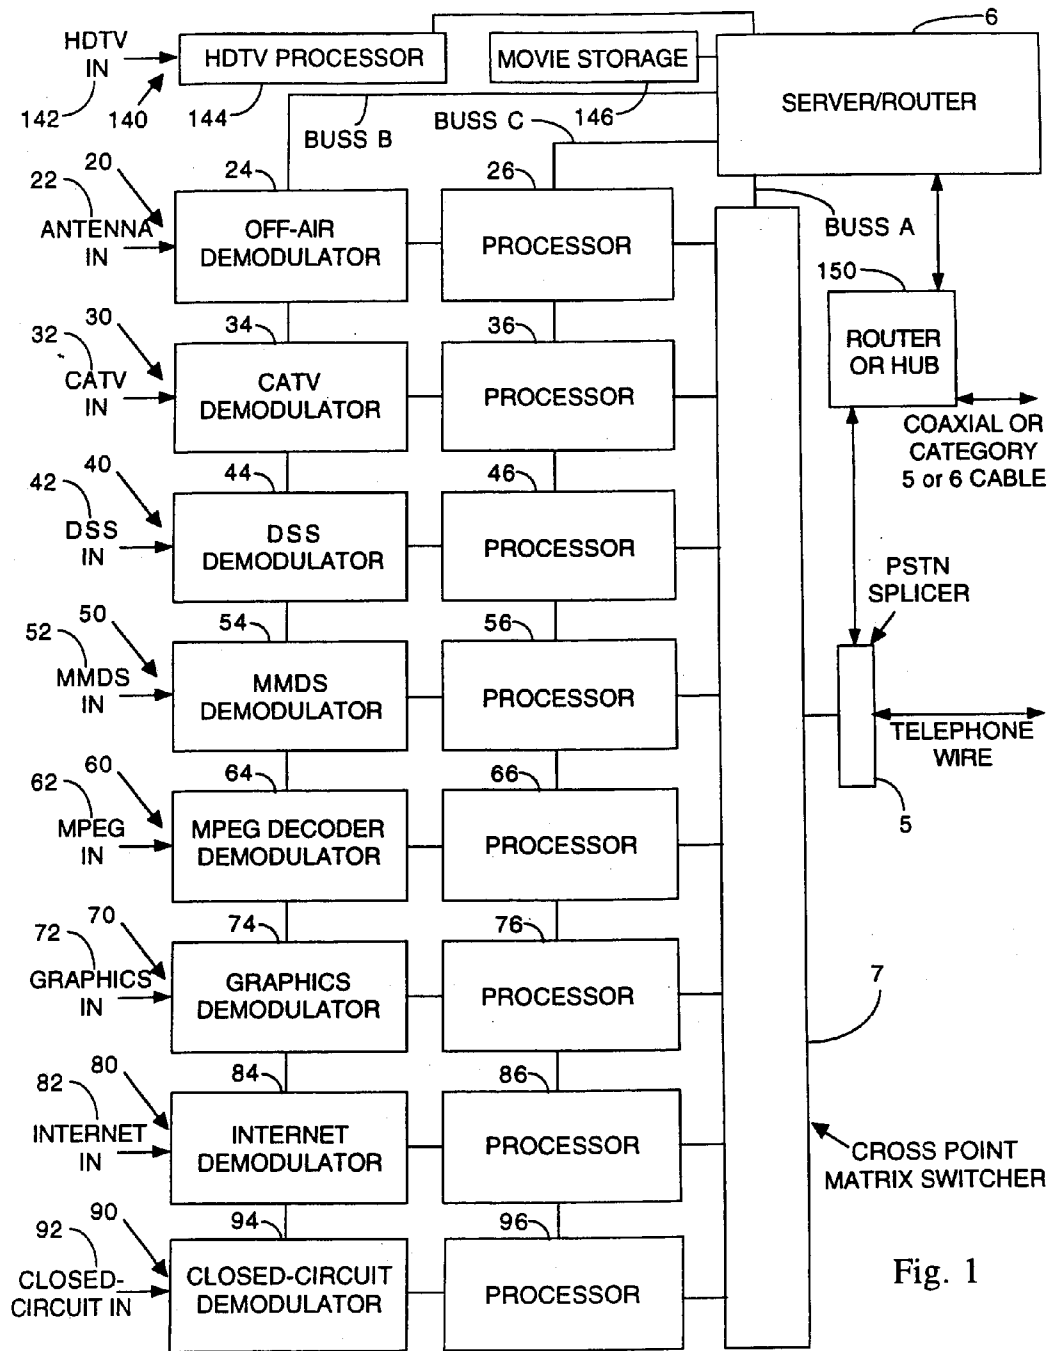 6
HDTV
IN
HDTV PROCESSOR
MOVIE STORAGE
SERVER/ROUTER
142
140
144
146
BUSS B
BUSS C
BUSS A
20
22
24
26
ANTENNA
IN
OFF-AIR
DEMODULATOR
PROCESSOR
150
ROUTER
OR HUB
30
32
34
36
CATV
IN
CATV
DEMODULATOR
PROCESSOR
COAXIAL OR
CATEGORY
5 or 6 CABLE
40
42
44
46
DSS
IN
DSS
DEMODULATOR
PROCESSOR
PSTN
SPLICER
50
52
54
56
MMDS
IN
MMDS
DEMODULATOR
PROCESSOR
TELEPHONE
WIRE
5
60
62
64
66
MPEG
IN
MPEG DECODER
DEMODULATOR
PROCESSOR
70
72
74
76
GRAPHICS
IN
GRAPHICS
DEMODULATOR
PROCESSOR
7
80
82
84
86
INTERNET
IN
INTERNET
DEMODULATOR
PROCESSOR
CROSS POINT
MATRIX SWITCHER
90
92
94
96
CLOSED-
CIRCUIT IN
CLOSED-CIRCUIT
DEMODULATOR
PROCESSOR
Fig. 1